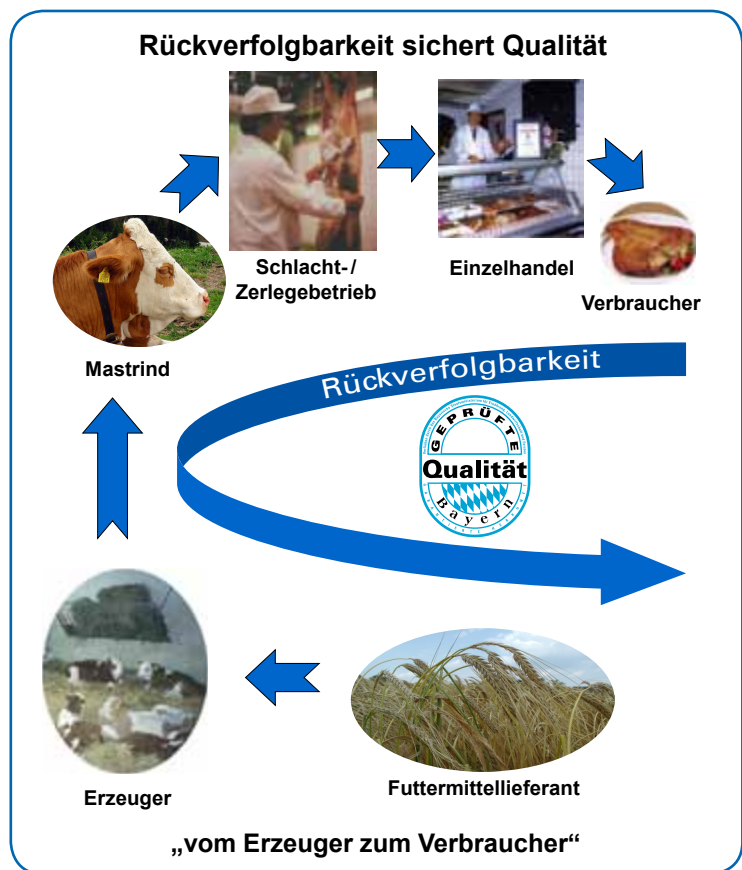 Rückverfolgbarkeit sichert Qualität
Schlacht- /
Zerlegebetrieb
Einzelhandel
Verbraucher
Mastrind
Rückverfolgbarkeit
GEPRÜFTE
Qualität
Bayern
Erzeuger
Futtermittellieferant
„vom Erzeuger zum Verbraucher“